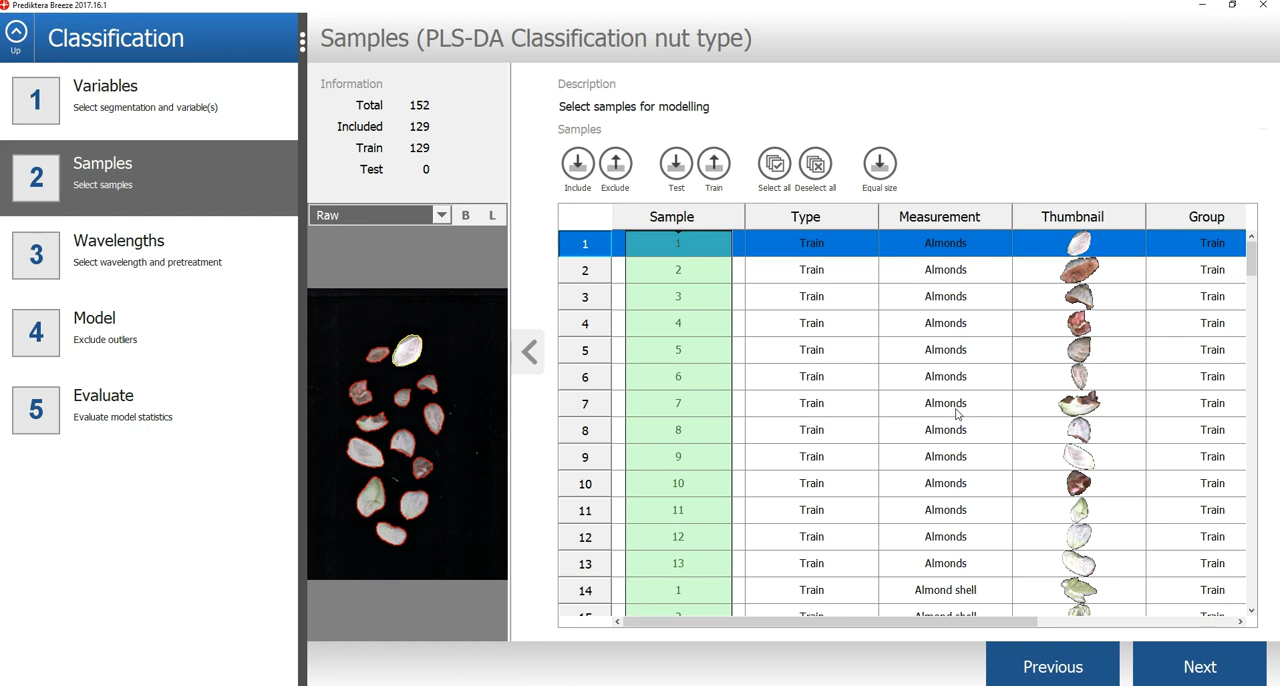 Prediktera Breeze 2017.16.1
Up
Classification
1
Variables
Select segmentation and variable(s)
2
Samples
Select samples
3
Wavelengths
Select wavelength and pretreatment
4
Model
Exclude outliers
5
Evaluate
Evaluate model statistics
Samples (PLS-DA Classification nut type)
Information
Total 152
Included 129
Train 129
Test 0
Raw B L
Description
Select samples for modelling
Samples
Include Exclude Test Train Select all Deselect all Equal size
Sample Type Measurement Thumbnail Group
1 1 Train Almonds Train
2 2 Train Almonds Train
3 3 Train Almonds Train
4 4 Train Almonds Train
5 5 Train Almonds Train
6 6 Train Almonds Train
7 7 Train Almonds Train
8 8 Train Almonds Train
9 9 Train Almonds Train
10 10 Train Almonds Train
11 11 Train Almonds Train
12 12 Train Almonds Train
13 13 Train Almonds Train
14 1 Train Almond shell Train
15 2 Train Almond shell Train
Previous Next